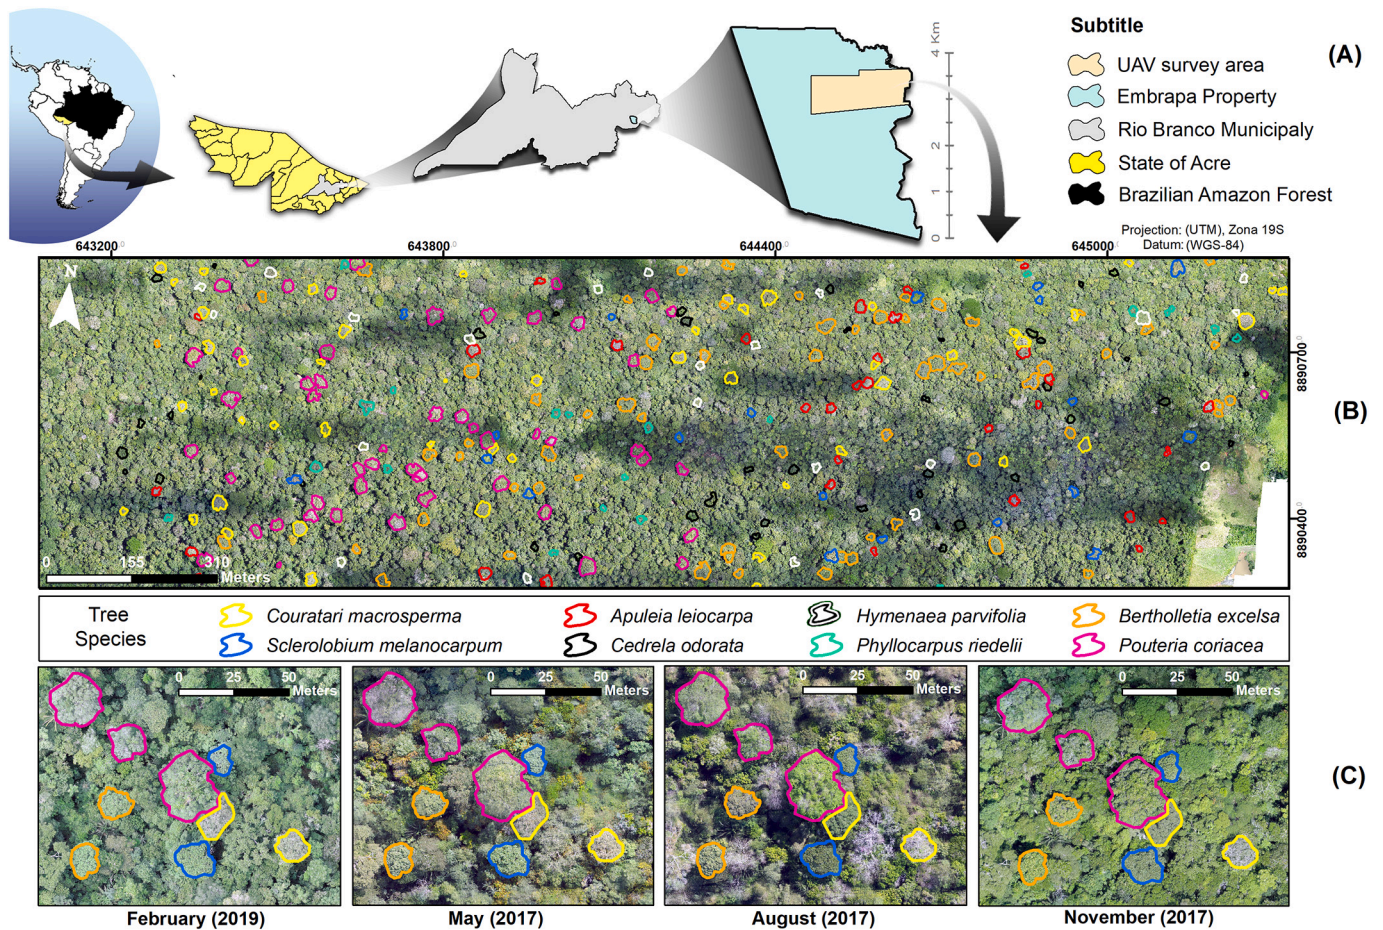 Subtitle
(A)
UAV survey area
Embrapa Property
Rio Branco Municipaly
State of Acre
Brazilian Amazon Forest
Projection: (UTM), Zona 19S
Datum: (WGS-84)
4 Km
2
1
0
643200°
643800°
644400°
645000°
N
8890700°
8890400°
(B)
0 155 310
Meters
Tree
Species
Couratari macrosperma
Apuleia leiocarpa
Hymenaea parvifolia
Bertholletia excelsa
Sclerolobium melanocarpum
Cedrela odorata
Phyllocarpus riedelii
Pouteria coriacea
0 25 50
Meters
0 25 50
Meters
0 25 50
Meters
0 25 50
Meters
(C)
February (2019)
May (2017)
August (2017)
November (2017)